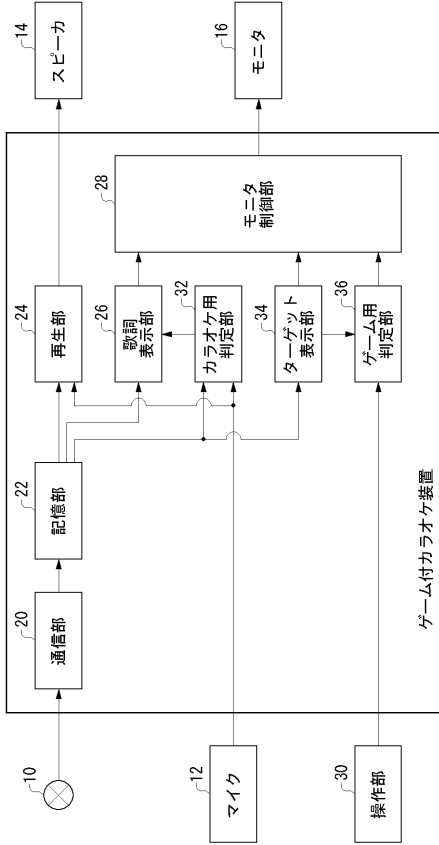 10
通信部
20
記憶部
22
再生部
24
スピーカ
14
歌詞
表示部
26
カラオケ用
判定部
32
モニタ
制御部
28
モニタ
16
マイク
12
ターゲット
表示部
34
ゲーム用
判定部
36
操作部
30
ゲーム付カラオケ装置